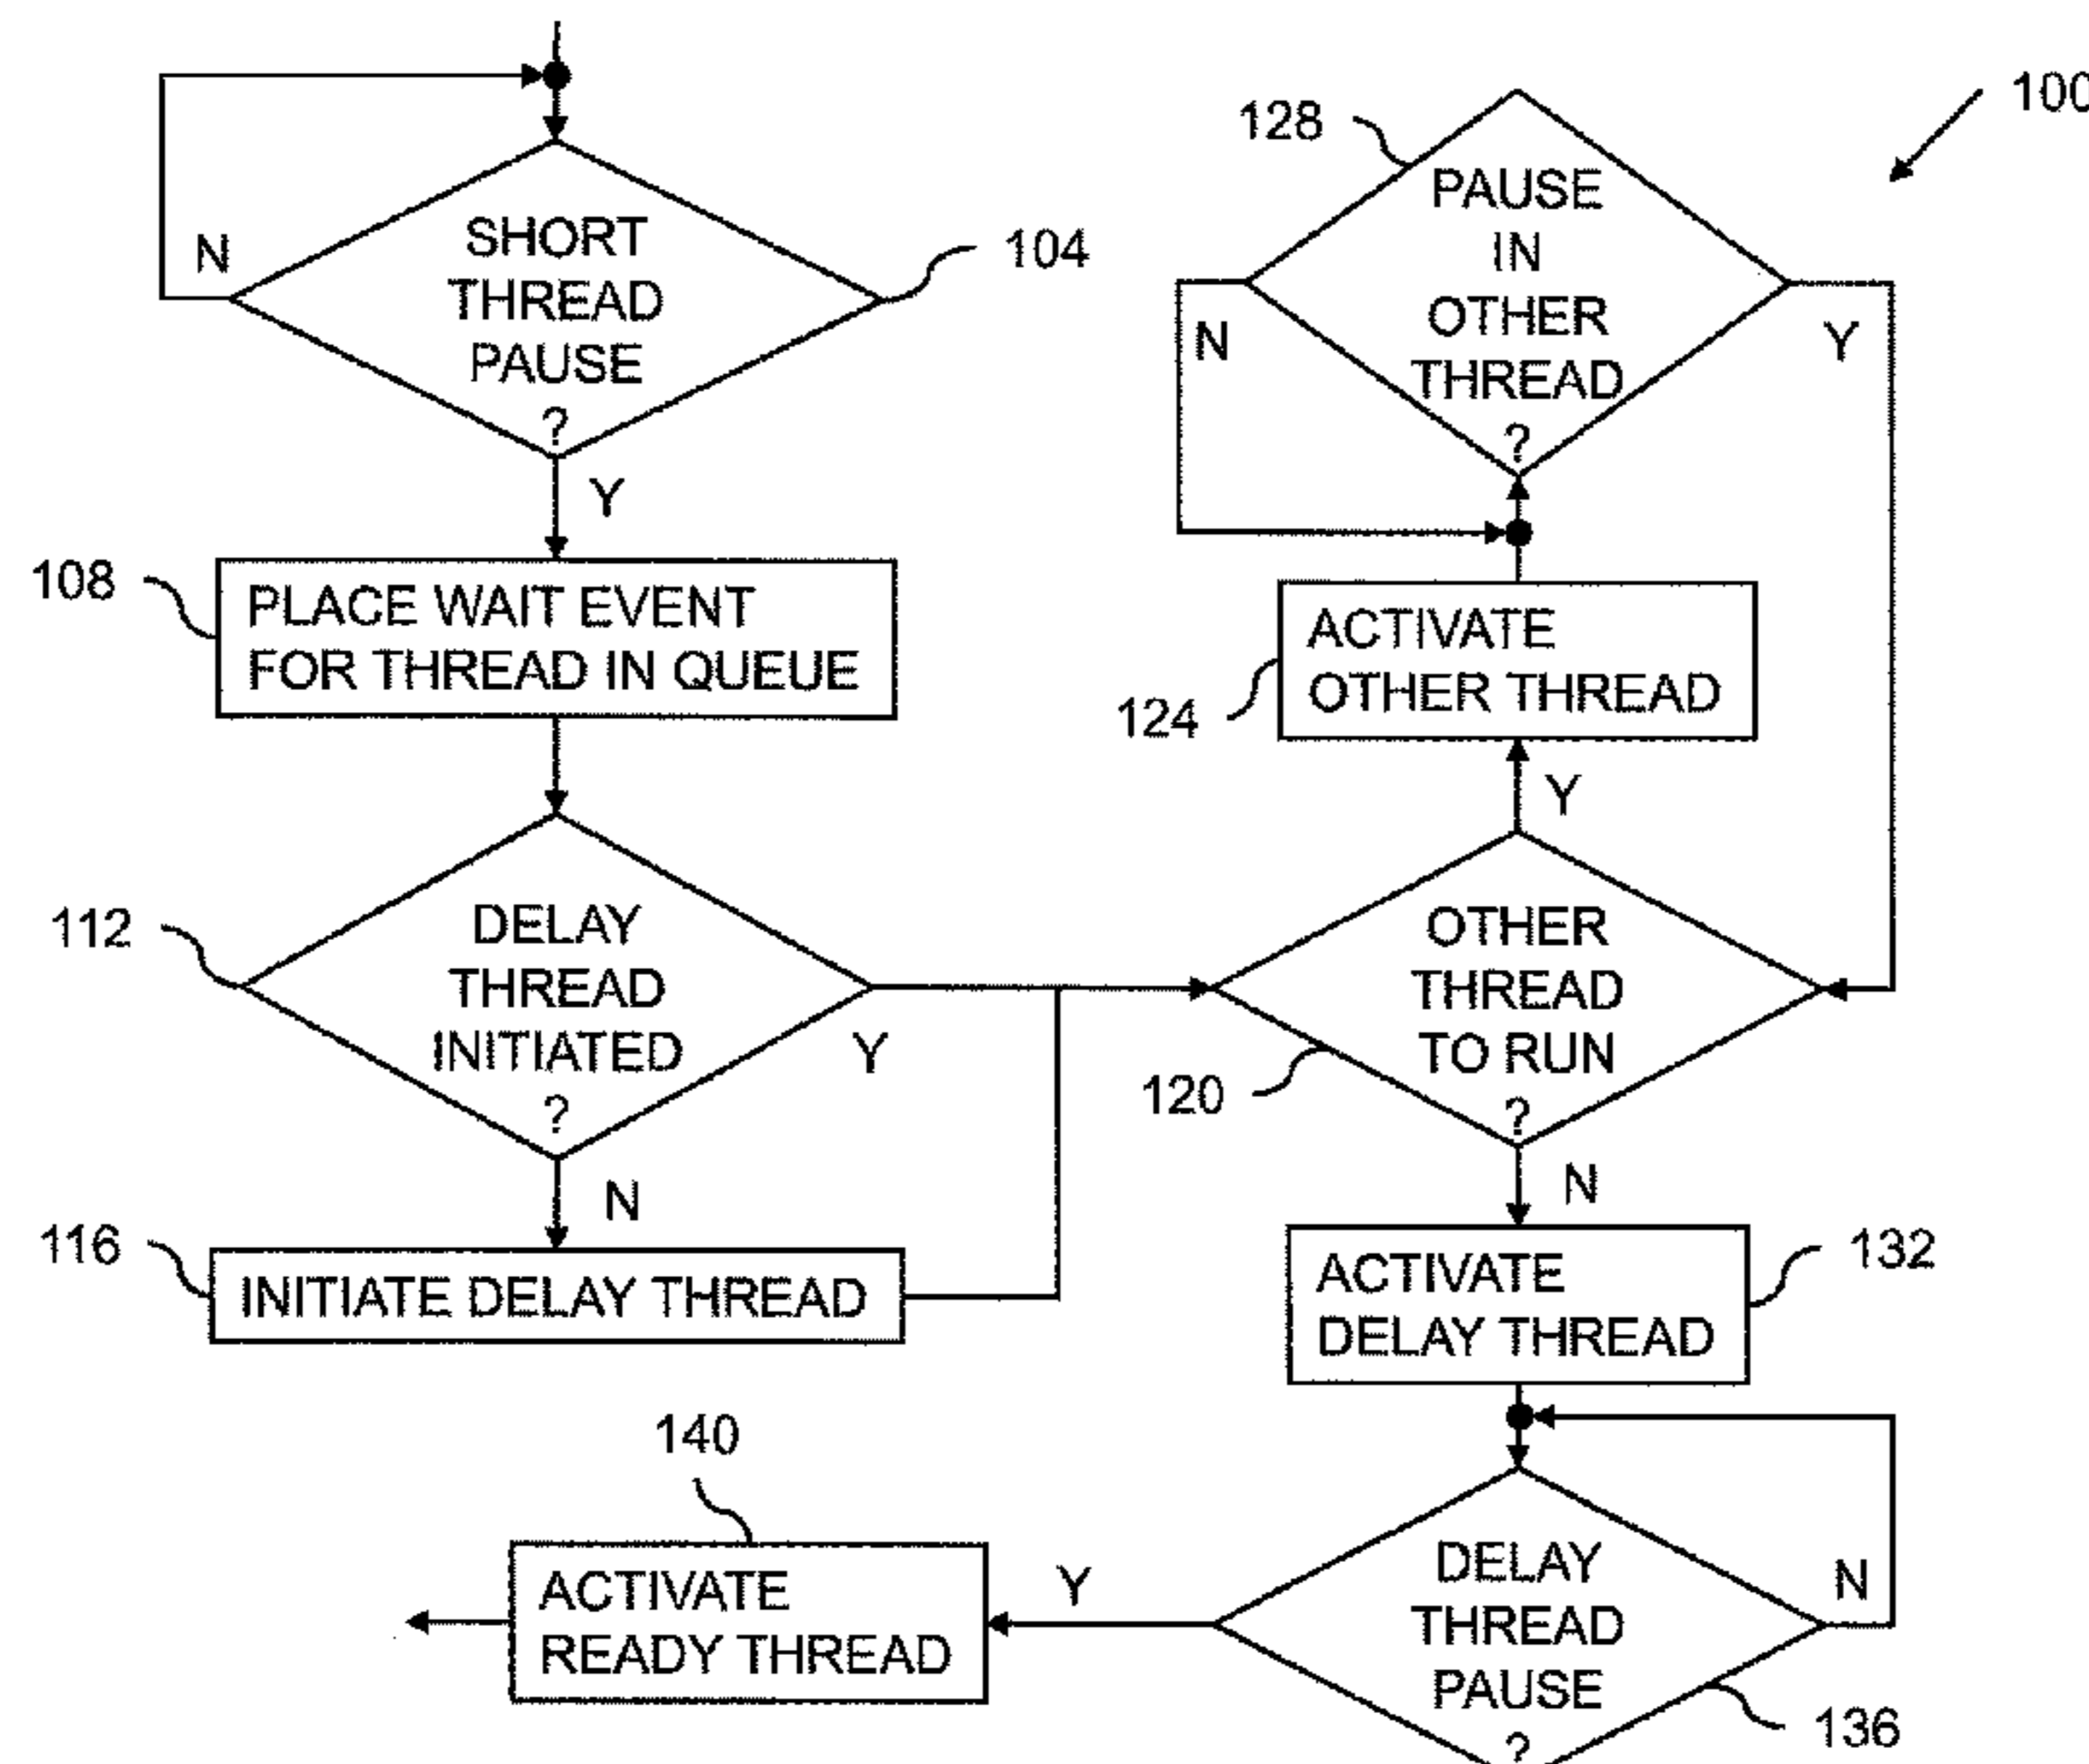 SHORT
THREAD
PAUSE
?
N
Y
104
PLACE WAIT EVENT
FOR THREAD IN QUEUE
108
DELAY
THREAD
INITIATED
?
112
Y
N
INITIATE DELAY THREAD
116
100
128
PAUSE
IN
OTHER
THREAD
?
N
Y
ACTIVATE
OTHER THREAD
124
Y
OTHER
THREAD
TO RUN
?
120
N
ACTIVATE
DELAY THREAD
132
DELAY
THREAD
PAUSE
?
N
136
Y
140
ACTIVATE
READY THREAD